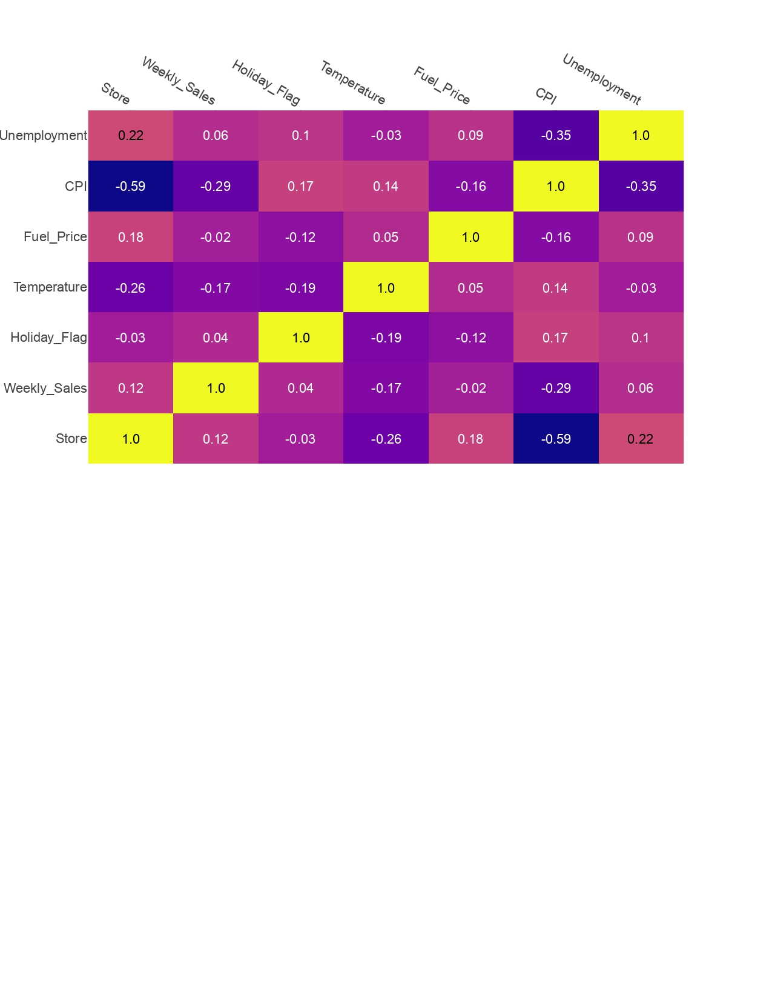 Store Weekly_Sales Holiday_Flag Temperature Fuel_Price CPI Unemployment
Unemployment 0.22 0.06 0.1 -0.03 0.09 -0.35 1.0
CPI -0.59 -0.29 0.17 0.14 -0.16 1.0 -0.35
Fuel_Price 0.18 -0.02 -0.12 0.05 1.0 -0.16 0.09
Temperature -0.26 -0.17 -0.19 1.0 0.05 0.14 -0.03
Holiday_Flag -0.03 0.04 1.0 -0.19 -0.12 0.17 0.1
Weekly_Sales 0.12 1.0 0.04 -0.17 -0.02 -0.29 0.06
Store 1.0 0.12 -0.03 -0.26 0.18 -0.59 0.22